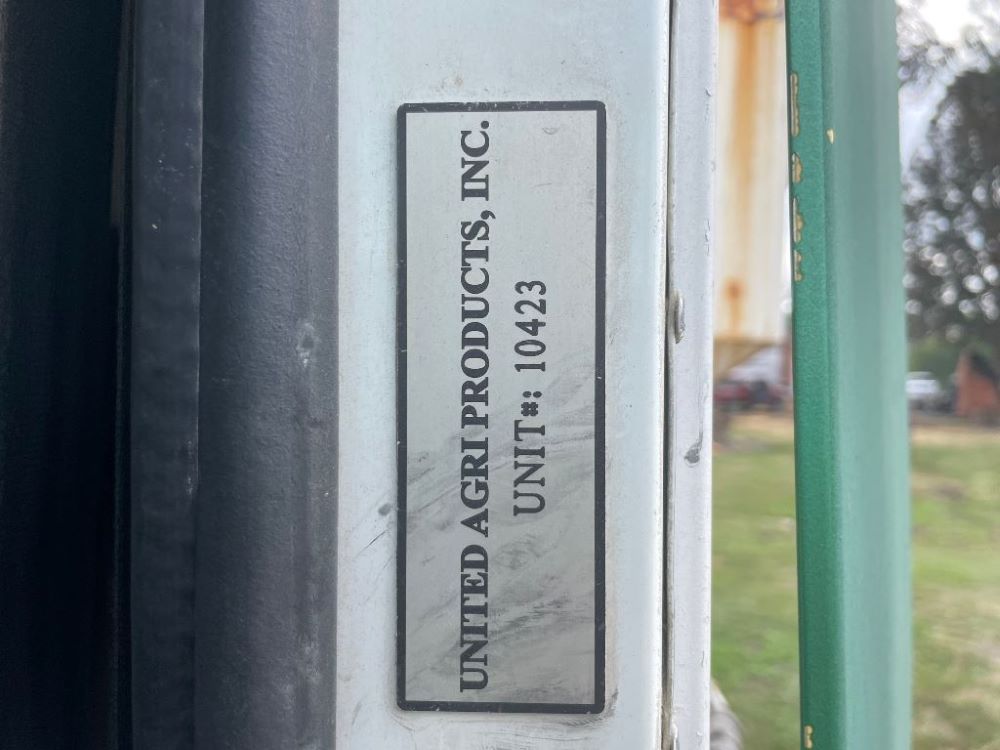 UNITED AGRI PRODUCTS, INC.
UNIT#: 10423